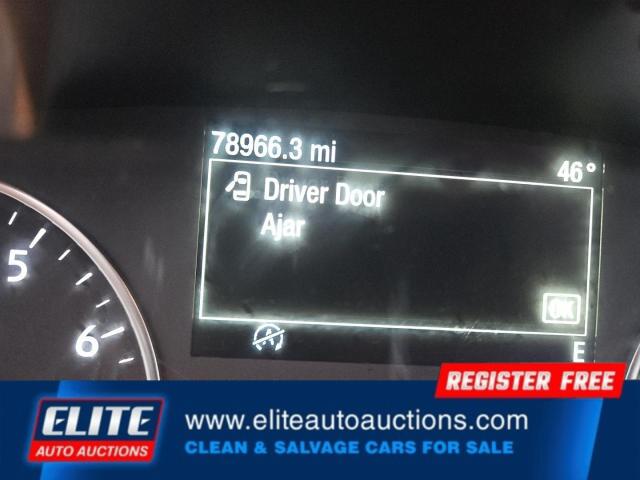 78966.3 mi
46°
Driver Door
Ajar
OK
5
6
A
E
REGISTER FREE
ELITE
AUTO AUCTIONS
www.eliteautoauctions.com
CLEAN & SALVAGE CARS FOR SALE